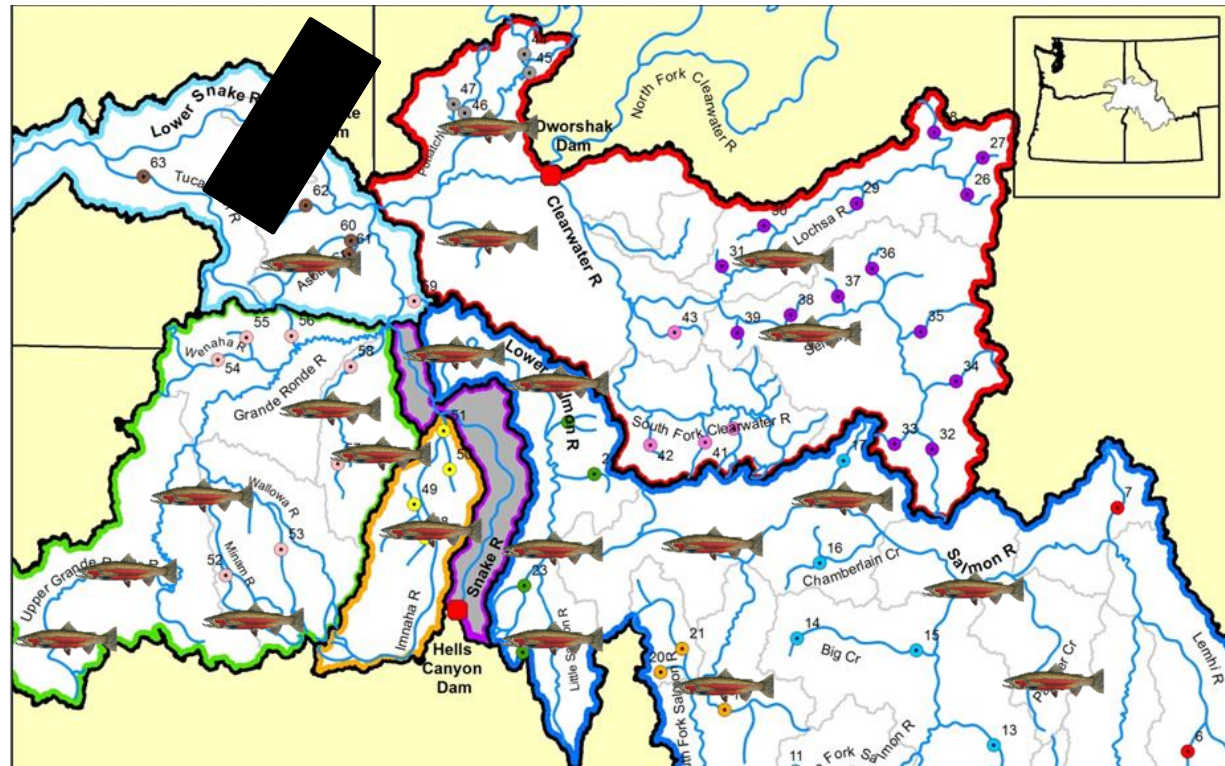 44
45
47
46
Potlatch
Dworshak
Dam
North Fork Clearwater R
Clearwater R
Lower Snake R
63
62
60
61
59
27
26
29
30
Lochsa R
31
36
37
38
39
43
35
34
33
32
South Fork Clearwater R
42
41
55
56
Wenaha R
54
58
Grande Ronde R
51
50
49
Wallowa R
53
52
Minam R
Upper Grande
Imnaha R
Snake R
Hells
Canyon
Dam
Lower
17
7
16
Chamberlain Cr
Salmon R
23
14
15
Big Cr
21
20
Fork Salmon R
Lemhi R
13
6
11
Fork Salmon R